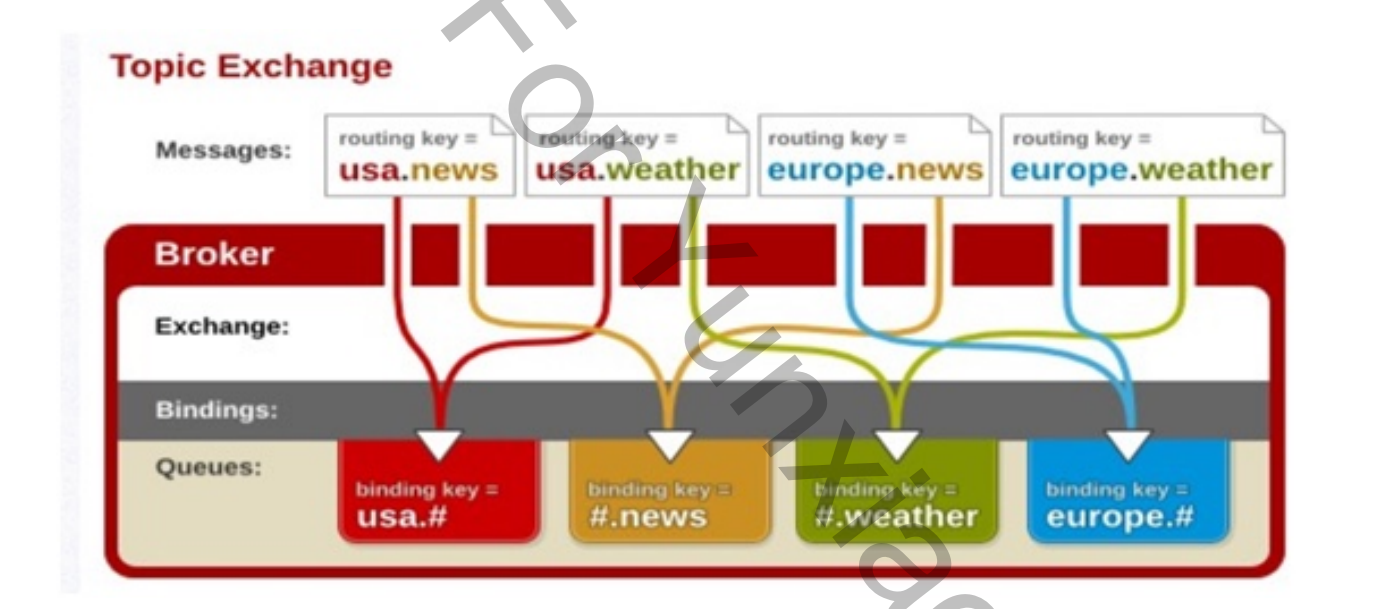 Topic Exchange
Messages:
routing key =
usa.news
routing key =
usa.weather
routing key =
europe.news
routing key =
europe.weather
Broker
Exchange:
Bindings:
Queues:
binding key =
usa.#
binding key =
#.news
binding key =
#.weather
binding key =
europe.#
For Yunxiao